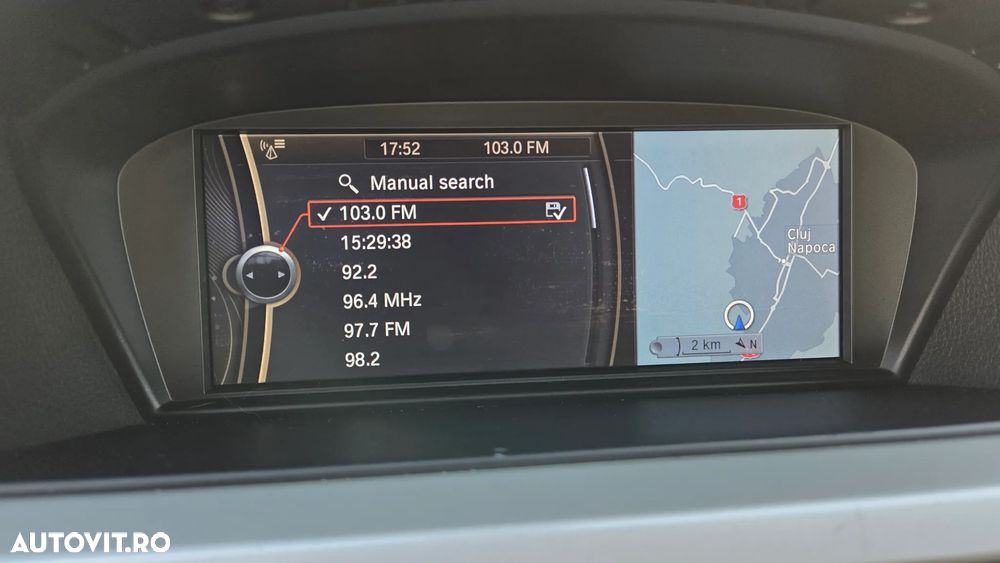 17:52 103.0 FM
Manual search
103.0 FM
15:29:38
92.2
96.4 MHz
97.7 FM
98.2
1
Cluj
Napoca
2 km N
AUTOVIT.RO